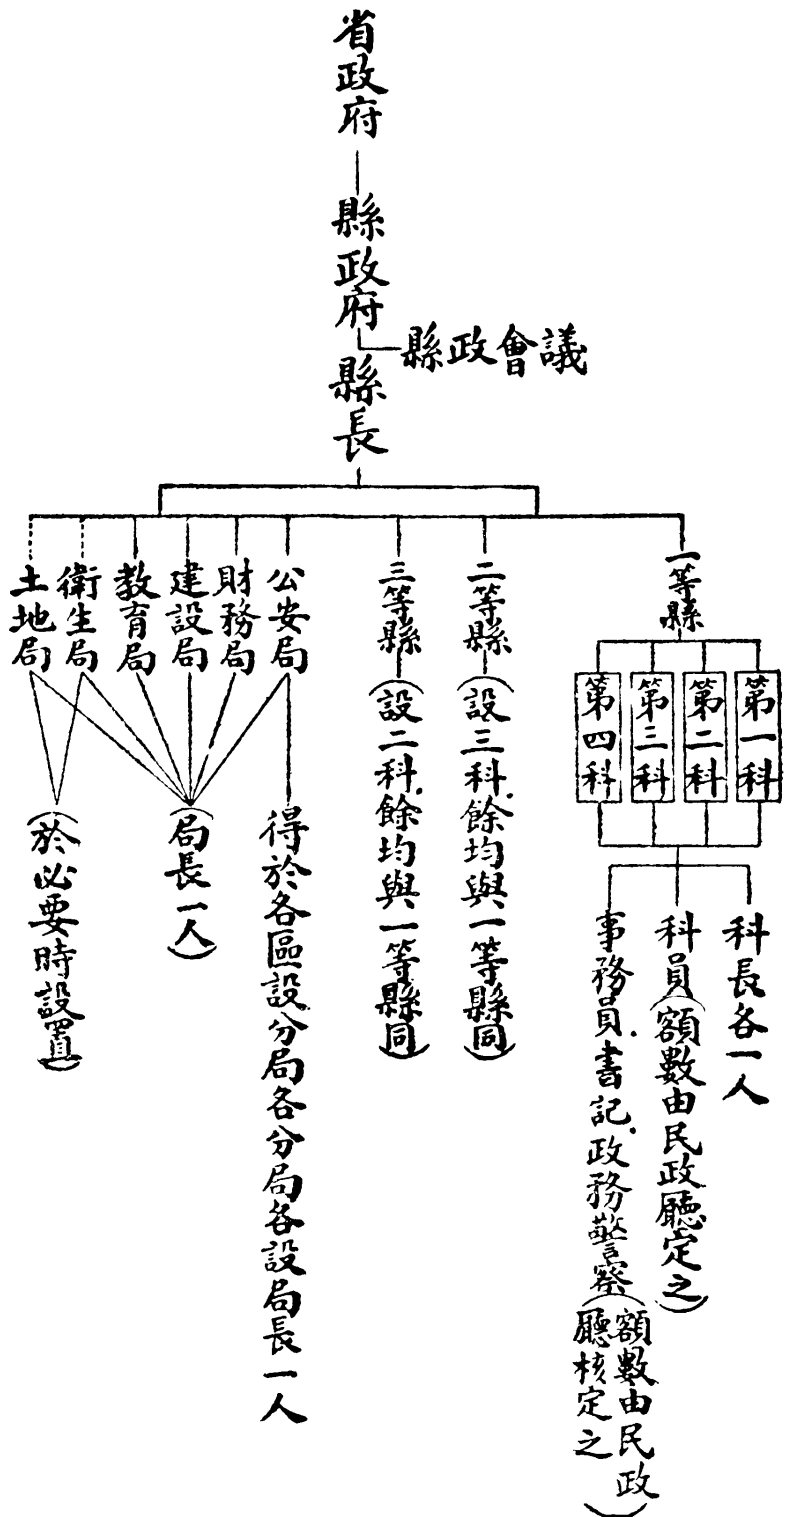 省政府
縣政府
縣政會議
縣長
一等縣
第一科
第二科
第三科
第四科
科長各一人
科員(額數由民政廳定之)
事務員.書記.政務警察(額數由民政廳核定之)
二等縣
(設三科.餘均與一等縣同)
三等縣
(設二科.餘均與一等縣同)
公安局
財務局
建設局
教育局
衛生局
土地局
得於各區設分局各分局各設局長一人
(局長一人)
(於必要時設置)